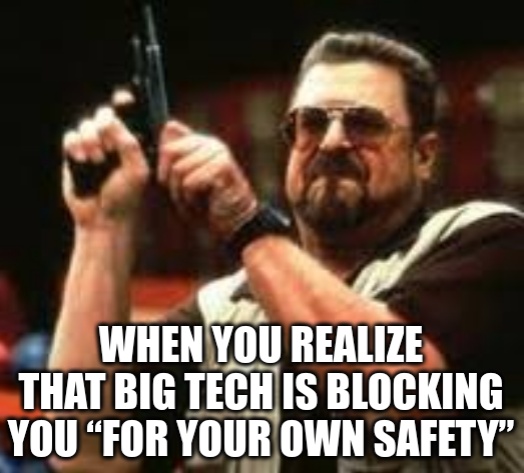 WHEN YOU REALIZE
THAT BIG TECH IS BLOCKING
YOU “FOR YOUR OWN SAFETY”